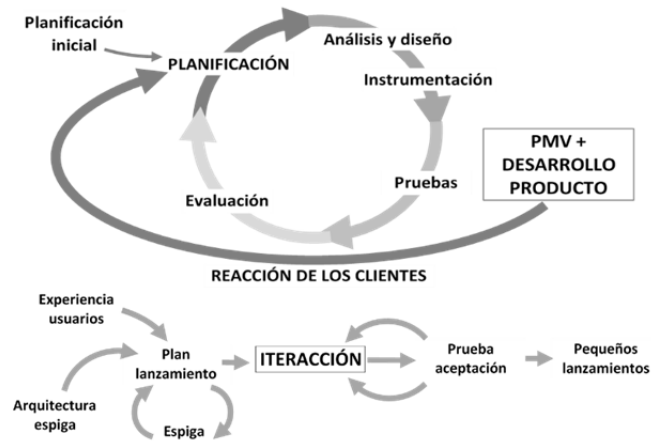 Planificación
inicial
PLANIFICACIÓN
Análisis y diseño
Instrumentación
Pruebas
Evaluación
PMV +
DESARROLLO
PRODUCTO
REACCIÓN DE LOS CLIENTES
Experiencia
usuarios
Arquitectura
espiga
Plan
lanzamiento
Espiga
ITERACCIÓN
Prueba
aceptación
Pequeños
lanzamientos